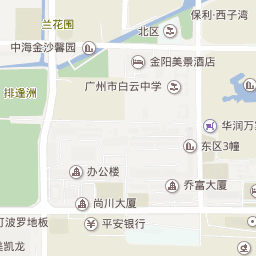 兰花围
保利·西子湾
北区
中海金沙馨园
金阳美景酒店
广州市白云中学
排逢洲
华润万
东区3幢
办公楼
乔富大厦
尚川大厦
波罗地板
平安银行
凯龙